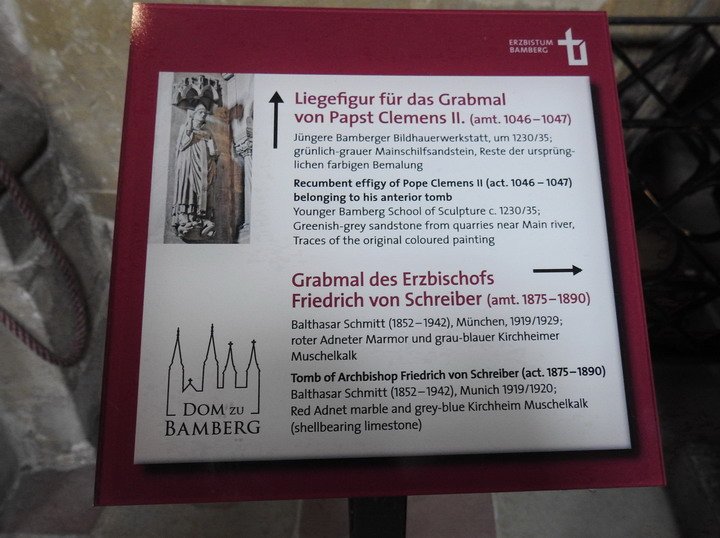 ERZBISTUM
BAMBERG
Liegefigur für das Grabmal
von Papst Clemens II. (amt. 1046–1047)
Jüngere Bamberger Bildhauerwerkstatt, um 1230/35;
grünlich-grauer Mainschilfsandstein, Reste der ursprüng-
lichen farbigen Bemalung
Recumbent effigy of Pope Clemens II (act. 1046 – 1047)
belonging to his anterior tomb
Younger Bamberg School of Sculpture c. 1230/35;
Greenish-grey sandstone from quarries near Main river,
Traces of the original coloured painting
Grabmal des Erzbischofs
Friedrich von Schreiber (amt. 1875–1890)
Balthasar Schmitt (1852–1942), München, 1919/1929;
roter Adneter Marmor und grau-blauer Kirchheimer
Muschelkalk
Tomb of Archbishop Friedrich von Schreiber (act. 1875–1890)
Balthasar Schmitt (1852–1942), Munich 1919/1920;
Red Adnet marble and grey-blue Kirchheim Muschelkalk
(shellbearing limestone)
DOM ZU
BAMBERG